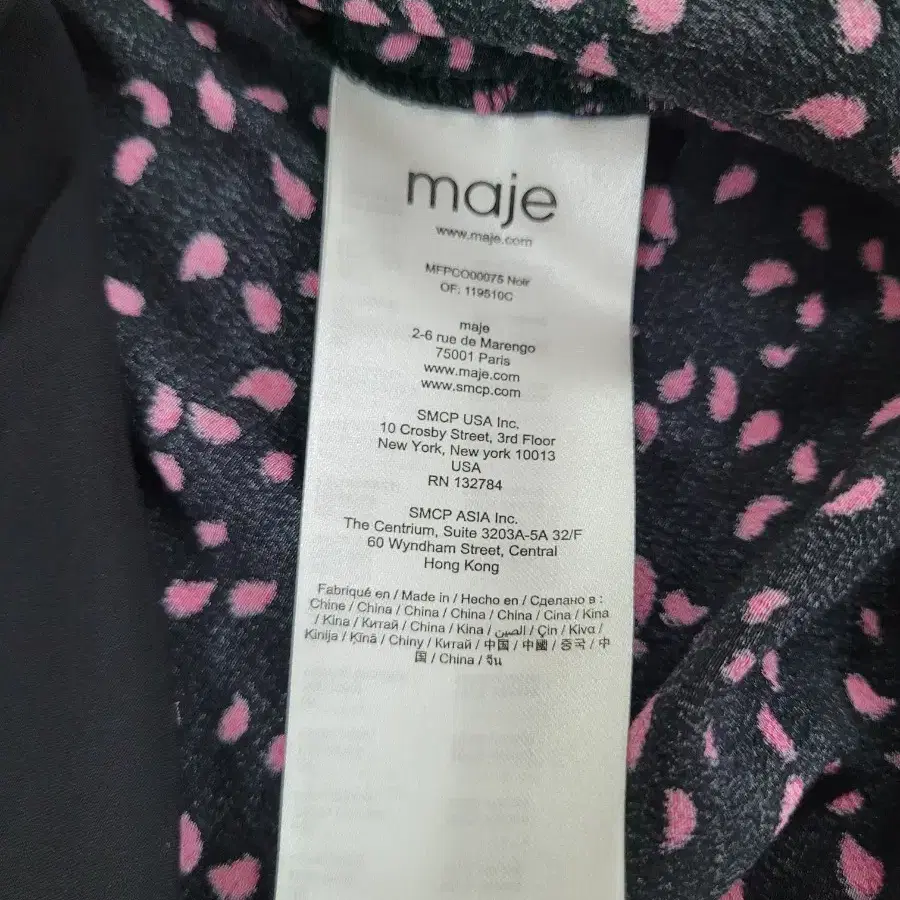 maje
www.maje.com
MFPCO00075 Noir
OF: 119510C
maje
2-6 rue de Marengo
75001 Paris
www.maje.com
www.smcp.com
SMCP USA Inc.
10 Crosby Street, 3rd Floor
New York, New york 10013
USA
RN 132784
SMCP ASIA Inc.
The Centrium, Suite 3203A-5A 32/F
60 Wyndham Street, Central
Hong Kong
Fabriqué en / Made in / Hecho en / Сделано в :
Chine / China / China / China / China / Cina / Kina
/ Kina / Китай / China / Kina / الصين / Çin / Κίνα /
Kinija / Ķīnā / Chiny / Китай / 中国 / 中國 / 중국 / 中
国 / China / จีน